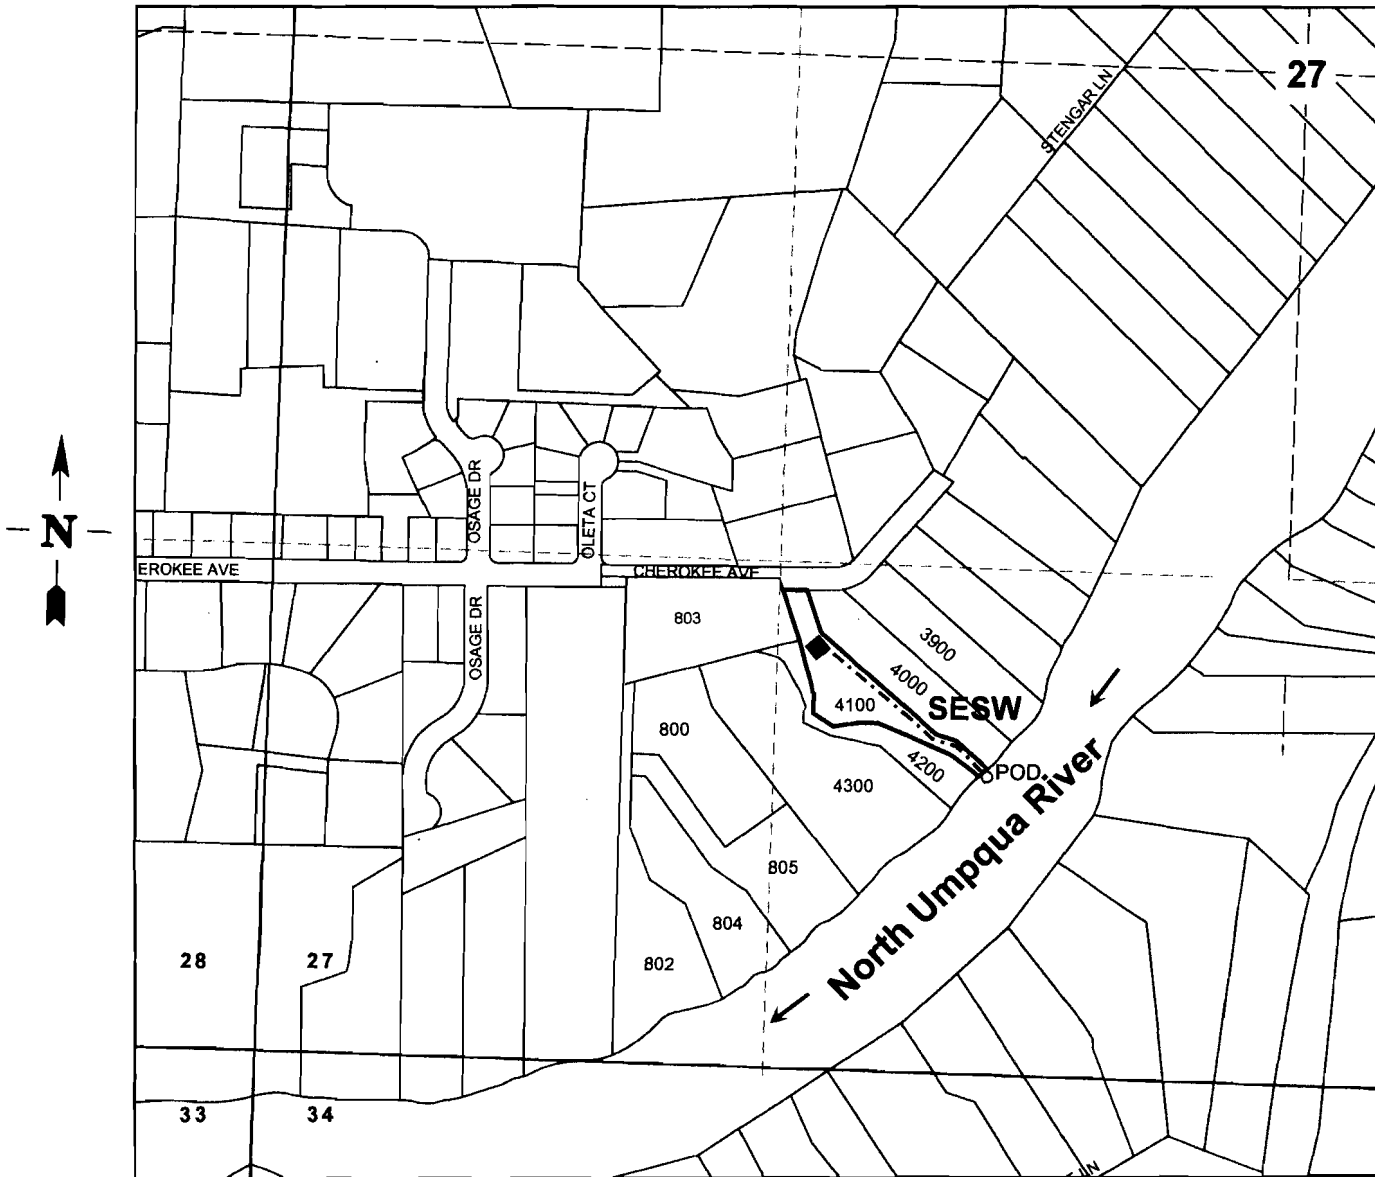 27
STENGAR LN
N
OSAGE DR
OLETA CT
EROKEE AVE
CHEROKEE AVE
OSAGE DR
803
3900
4000
4100
SESW
800
4200
POD
4300
North Umpqua River
805
804
802
28
27
33
34